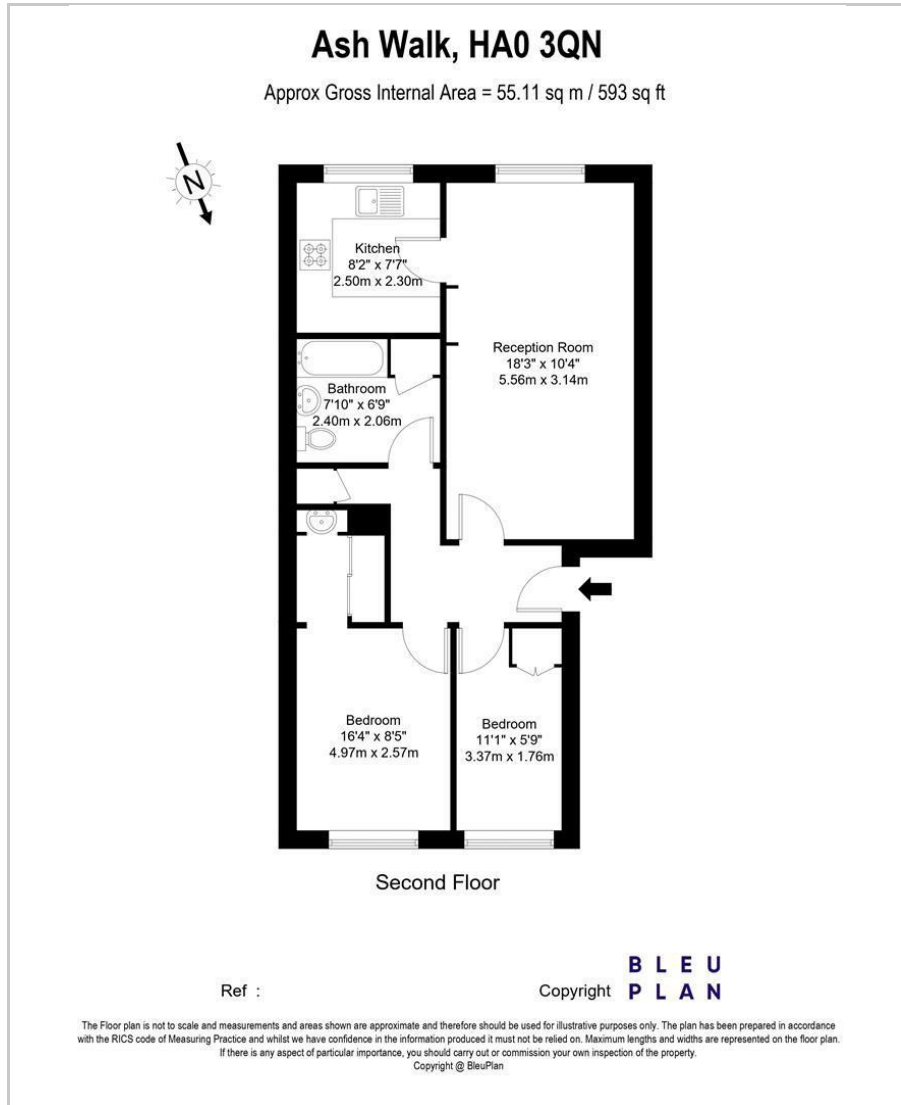 Ash Walk, HA0 3QN
Approx Gross Internal Area = 55.11 sq m / 593 sq ft
N
Kitchen
8'2" x 7'7"
2.50m x 2.30m
Reception Room
18'3" x 10'4"
5.56m x 3.14m
Bathroom
7'10" x 6'9"
2.40m x 2.06m
Bedroom
16'4" x 8'5"
4.97m x 2.57m
Bedroom
11'1" x 5'9"
3.37m x 1.76m
Second Floor
Ref :
Copyright
BLEU
PLAN
The Floor plan is not to scale and measurements and areas shown are approximate and therefore should be used for illustrative purposes only. The plan has been prepared in accordance
with the RICS code of Measuring Practice and whilst we have confidence in the information produced it must not be relied on. Maximum lengths and widths are represented on the floor plan.
If there is any aspect of particular importance, you should carry out or commission your own inspection of the property.
Copyright @ BleuPlan